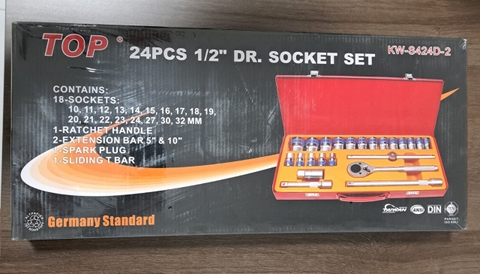 TOP
24PCS 1/2" DR. SOCKET SET
KW-8424D-2
CONTAINS:
18-SOCKETS:
10, 11, 12, 13, 14, 15, 16, 17, 18, 19,
20, 21, 22, 23, 24, 27, 30, 32 MM
1-RATCHET HANDLE
2-EXTENSION BAR 5" & 10"
1-SPARK PLUG
1-SLIDING T BAR
Germany Standard
DIN